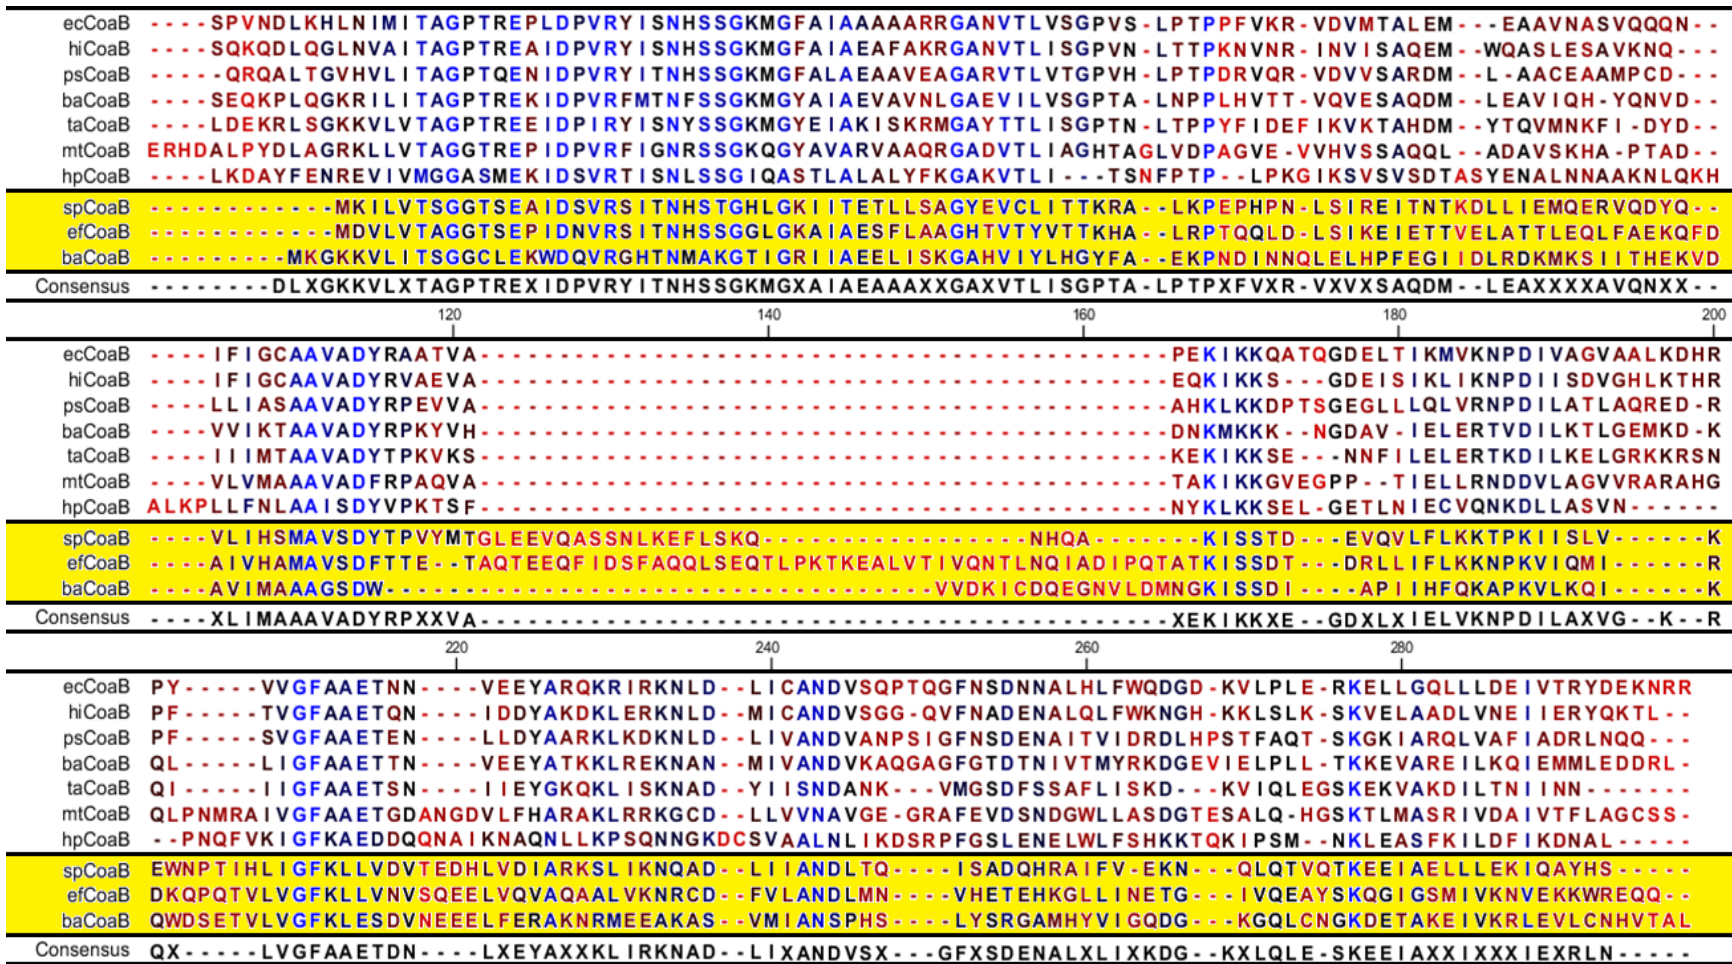 ecCoaB ----SPVNDLKHLNIMITAGPTREPLDPVRYISNHSSGKMGFAIAAAAARRGANVTLVSGPVS-LPTPPFVKR-VDVMTALEM---EAAVNASVQQQN--
hiCoaB ----SQKQDLQGLNVAITAGPTREAIDPVRYISNHSSGKMGFAIAEAFAKRGANVTLISGPVN-LTTPKNVNR-INVISAQEM--WQASLESAVKNQ---
psCoaB -----QRQALTGVHVLITAGPTQENIDPVRYITNHSSGKMGFALAEAAVEAGARVTLVTGPVH-LPTPDRVQR-VDVVSARDM--L-AACEAAMPCD---
baCoaB ----SEQKPLQGKRILITAGPTREKIDPVRFMTNFSSGKMGYAIAEVAVNLGAEVILVSGPTA-LNPPLHVTT-VQVESAQDM--LEAVIQH-YQNVD--
taCoaB ----LDEKRLSGKKVLVTAGPTREEIDPIRYISNYSSGKMGYEIAKISKRMGAYTTLISGPTN-LTPPYFIDEFIKVKTAHDM--YTQVMNKFI-DYD--
mtCoaB ERHDALPYDLAGRKLLVTAGGTREPIDPVRFIGNRSSGKQGYAVARVAAQRGADVTLIAGHTAGLVDPAGVE-VVHVSSAQQL--ADAVSKHA-PTAD--
hpCoaB ----LKDAYFENREVIVMGGASMEKIDSVRTISNLSSGIQASTLALALYFKGAKVTLI---TSNFPTP--LPKGIKSVSVSDTASYENALNNAAKNLQKH
spCoaB ------------MKILVTSGGTSEAIDSVRSITNHSTGHLGKIITETLLSAGYEVCLITTKRA--LKPEPHPN-LSIREITNTKDLLIEMQERVQDYQ--
efCoaB ------------MDVLVTAGGTSEPIDNVRSITNHSSGGLGKAIAESFLAAGHTVTYVTTKHA--LRPTQQLD-LSIKEIETTVELATTLEQLFAEKQFD
baCoaB ---------MKGKKVLITSGGCLEKWDQVRGHTNMAKGTIGRIIAEELISKGAHVIYLHGYFA--EKPNDINNQLELHPFEGIIDLRDKMKSIITHEKVD
Consensus --------DLXGKKVLXTAGPTREXIDPVRYITNHSSGKMGXAIAEAAAXXGAXVTLISGPTA-LPTPXFVXR-VXVXSAQDM--LEAXXXXAVQNXX--
120 140 160 180 200
ecCoaB ----IFIGCAAVADYRAATVA--------------------------------------------PEKIKKQATQGDELTIKMVKNPDIVAGVAALKDHR
hiCoaB ----IFIGCAAVADYRVAEVA--------------------------------------------EQKIKKS---GDEISIKLIKNPDIISDVGHLKTHR
psCoaB ----LLIASAAVADYRPEVVA--------------------------------------------AHKLKKDPTSGEGLLLQLVRNPDILATLAQRED-R
baCoaB ----VVIKTAAVADYRPKYVH--------------------------------------------DNKMKKK--NGDAV-IELERTVDILKTLGEMKD-K
taCoaB ----IIIMTAAVADYTPKVKS--------------------------------------------KEKIKKSE---NNFILELERTKDILKELGRKKRSN
mtCoaB ----VLVMAAAVADFRPAQVA--------------------------------------------TAKIKKGVEGPP--TIELLRNDDVLAGVVRARAHG
hpCoaB ALKPLLFNLAAISDYVPKTSF--------------------------------------------NYKLKKSEL-GETLNIECVQNKDLLASVN------
spCoaB ----VLIHSMAVSDYTPVYMTGLEEVQASSNLKEFLSKQ-----------------NHQA-------KISSTD---EVQVLFLKKTPKIISLV------K
efCoaB ----AVIHAMAVSDFTTE--TAQTEEQFIDSFAQQLSEQTLPKTKEALVTIVQNTLNQIADIPQTATKISSDT---DRLLIFLKKNPKVIQMI------R
baCoaB ----AVIMAAAGSDW-----------------------------------VVDKICDQEGNVLDMNGKISSDI----APIIHFQKAPKVLKQI------K
Consensus ----XLIMAAAVADYRPXXVA--------------------------------------------XEKIKKXE--GDXLXIELVKNPDILAXVG--K--R
220 240 260 280
ecCoaB PY-----VVGFAAETNN----VEEYARQKRIRKNLD--LICANDVSQPTQGFNSDNNALHLFWQDGD-KVLPLE-RKELLGQLLLDEIVTRYDEKNRR
hiCoaB PF-----TVGFAAETQN----IDDYAKDKLERKNLD--MICANDVSGG-QVFNADENALQLFWKNGH-KKLSLK-SKVELAADLVNEIIERYQKTL--
psCoaB PF-----SVGFAAETEN----LLDYAARKLKDKNLD--LIVANDVANPSIGFNSDENAITVIDRDLHPSTFAQT-SKGKIARQLVAFIADRLNQQ---
baCoaB QL-----LIGFAAETTN----VEEYATKKLREKNAN--MIVANDVKAQGAGFGTDTNIVTMYRKDGEVIELPLL-TKKEVAREILKQIEMMLEDDRL-
taCoaB QI-----IIGFAAETSN----IIEYGKQKLISKNAD--YIISNDANK---VMGSDFSSAFLISKD---KVIQLEGSKEKVAKDILTNIINN-------
mtCoaB QLPNMRAIVGFAAETGDANGDVLFHARAKLRRKGCD--LLVVNAVGE-GRAFEVDSNDGWLLASDGTESALQ-HGSKTLMASRIVDAIVTFLAGCSS-
hpCoaB --PNQFVKIGFKAEDDQQNAIKNAQNLLKPSQNNGKDCSVAALNLIKDSRPFGSLENELWLFSHKKTQKIPSM--NKLEASFKILDFIKDNAL-----
spCoaB EWNPTIHLIGFKLLVDVTEDHLVDIARKSLIKNQAD--LIIANDLTQ----ISADQHRAIFV-EKN---QLQTVQTKEEIAELLLEKIQAYHS-----
efCoaB DKQPQTVLVGFKLLVNVSQEELVQVAQAALVKNRCD--FVLANDLMN----VHETEHKGLLINETG---IVQEAYSKQGIGSMIVKNVEKKWREQQ--
baCoaB QWDSETVLVGFKLESDVNEEELFERAKNRMEEAKAS--VMIANSPHS----LYSRGAMHYVIGQDG---KGQLCNGKDETAKEIVKRLEVLCNHVTAL
Consensus QX-----LVGFAAETDN----LXEYAXXKLIRKNAD--LIXANDVSX---GFXSDENALXLIXKDG--KXLQLE-SKEEIAXXIXXXIEXRLN-----